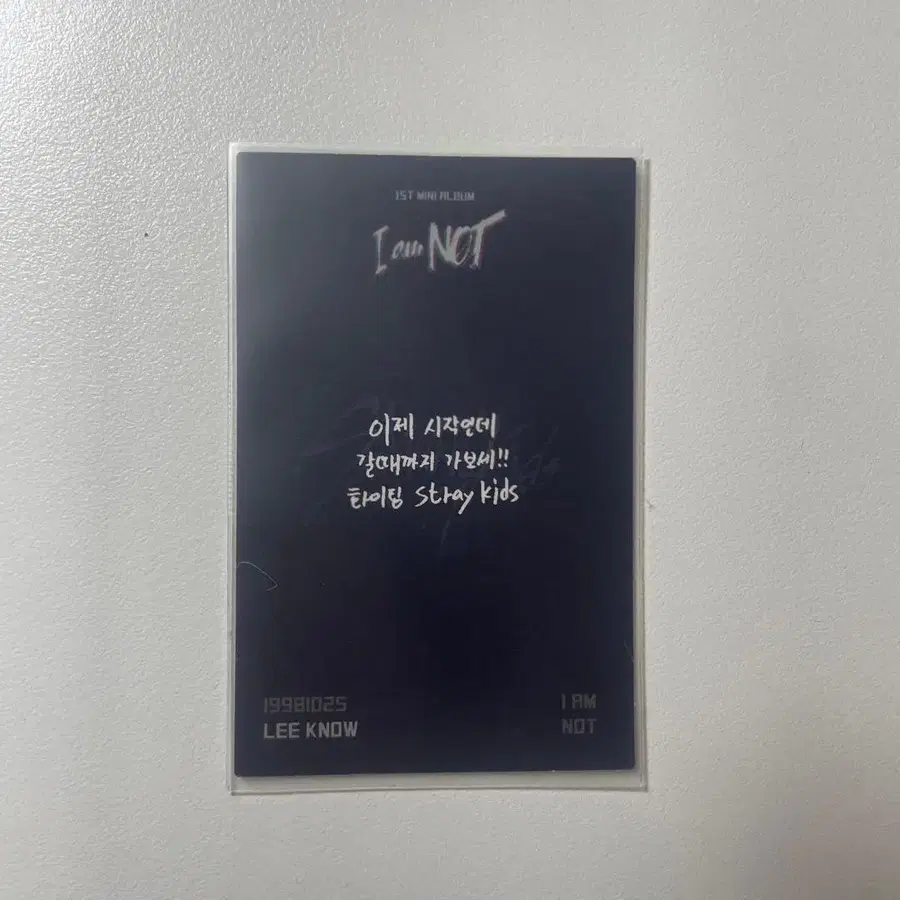 1ST MINI ALBUM
I am NOT
이제 시작인데
갈때까지 가보세!!
화이팅 Stray kids
19981025
LEE KNOW
I AM
NOT